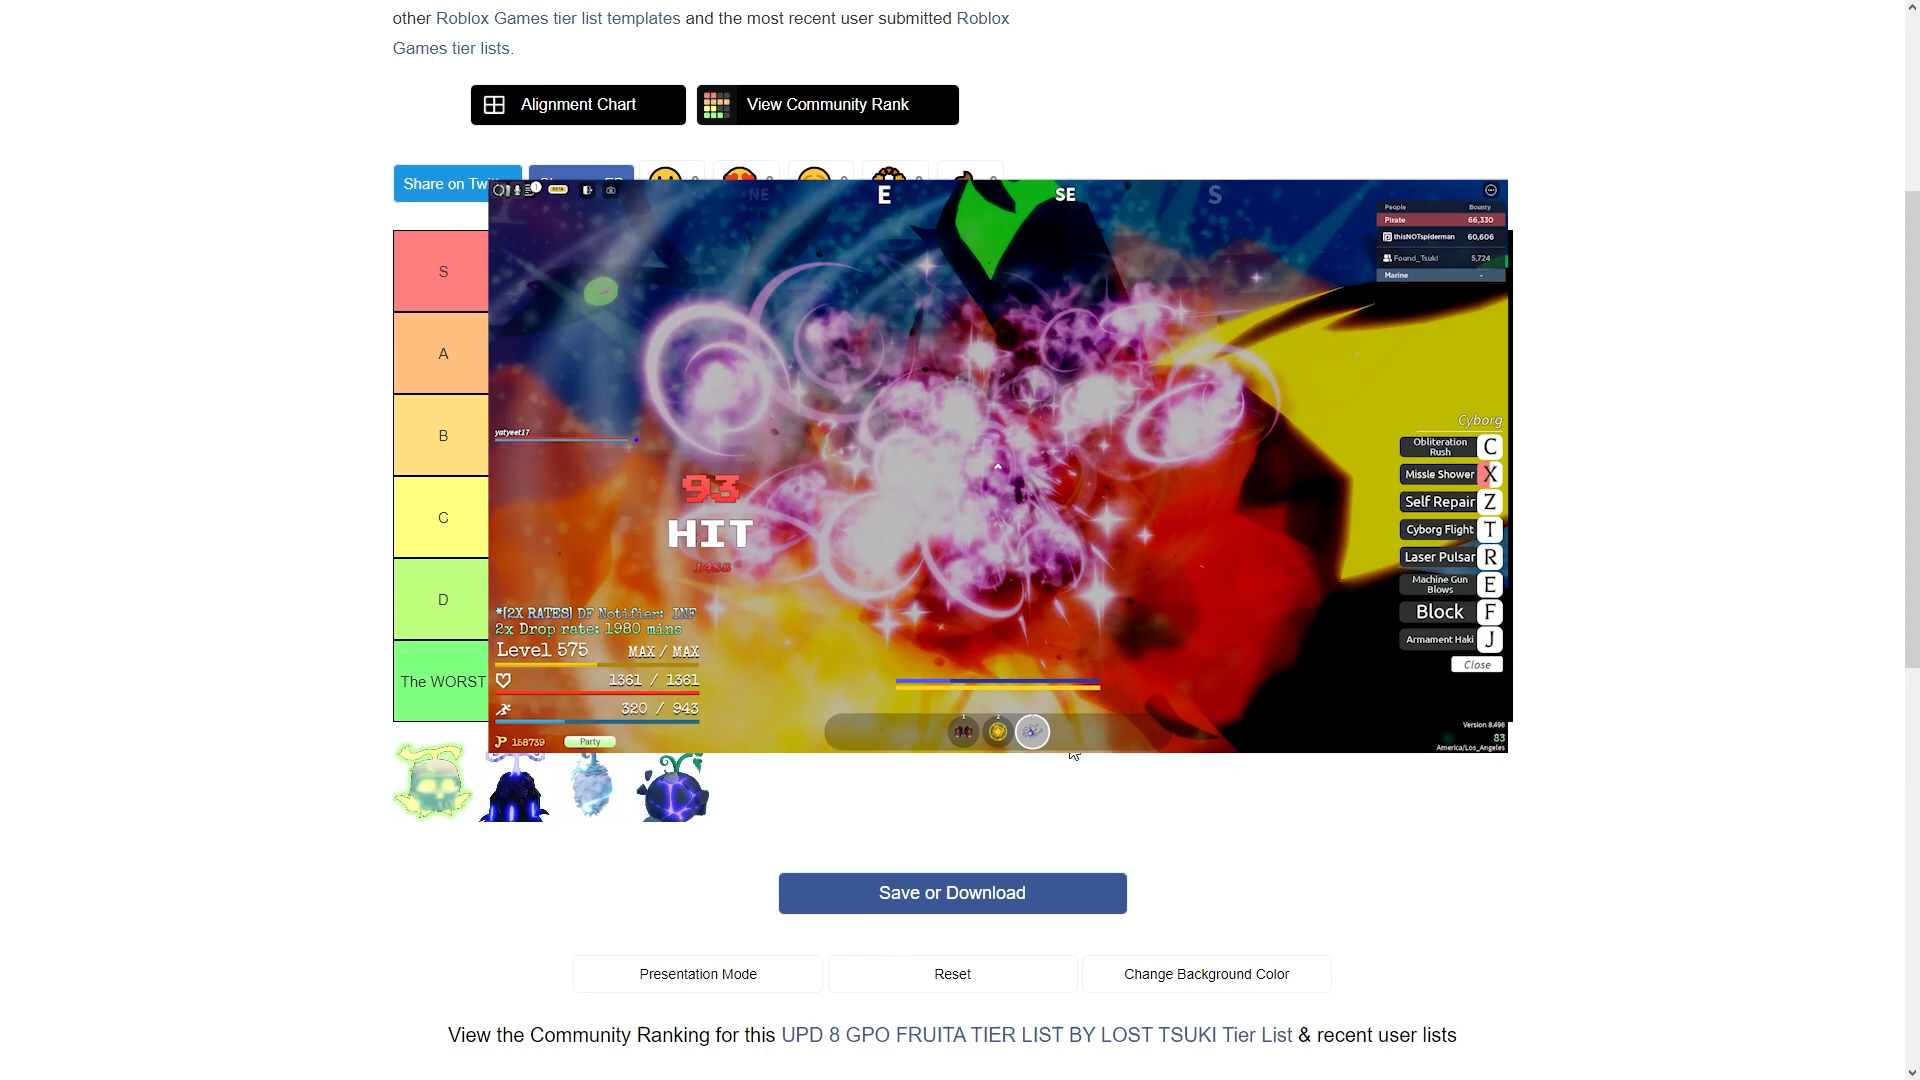 other Roblox Games tier list templates and the most recent user submitted Roblox
Games tier lists.
Alignment Chart
View Community Rank
Share on Tw
NE
E
SE
S
BETA
People Bounty
Pirate 66,330
thisNOTspiderman 60,606
Found_Tsuki 5,724
Marine -
S
A
B
C
D
The WORST
yatyeet17
93
HIT
1488
*[2X RATES] DF Notifier: INF
2x Drop rate: 1980 mins
Level 575 MAX / MAX
1361 / 1361
320 / 943
158739
Party
1 2
Cyborg
Obliteration Rush C
Missle Shower X
Self Repair Z
Cyborg Flight T
Laser Pulsar R
Machine Gun Blows E
Block F
Armament Haki J
Close
Version 8.496
83
America/Los_Angeles
Save or Download
Presentation Mode
Reset
Change Background Color
View the Community Ranking for this UPD 8 GPO FRUITA TIER LIST BY LOST TSUKI Tier List & recent user lists